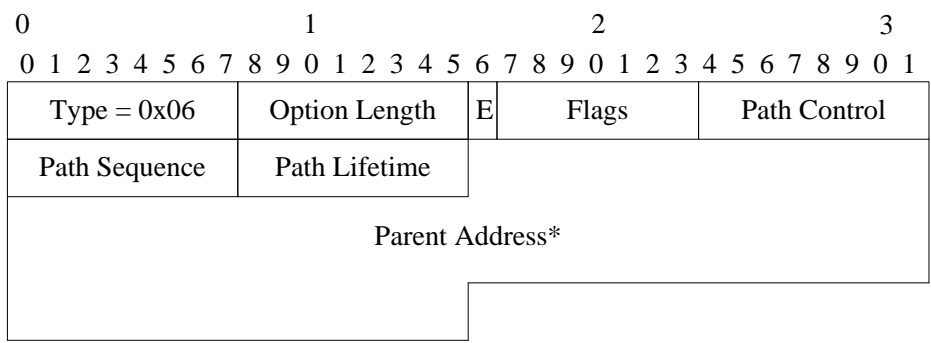 0 1 2 3
0 1 2 3 4 5 6 7 8 9 0 1 2 3 4 5 6 7 8 9 0 1 2 3 4 5 6 7 8 9 0 1
Type = 0x06 Option Length E Flags Path Control
Path Sequence Path Lifetime
Parent Address*